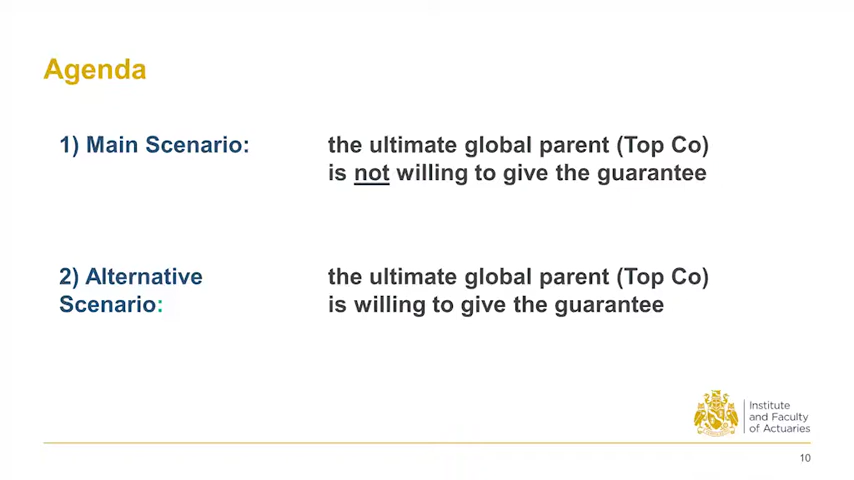 Agenda
1) Main Scenario:
the ultimate global parent (Top Co)
is not willing to give the guarantee
2) Alternative
Scenario:
the ultimate global parent (Top Co)
is willing to give the guarantee
Institute
and Faculty
of Actuaries
10